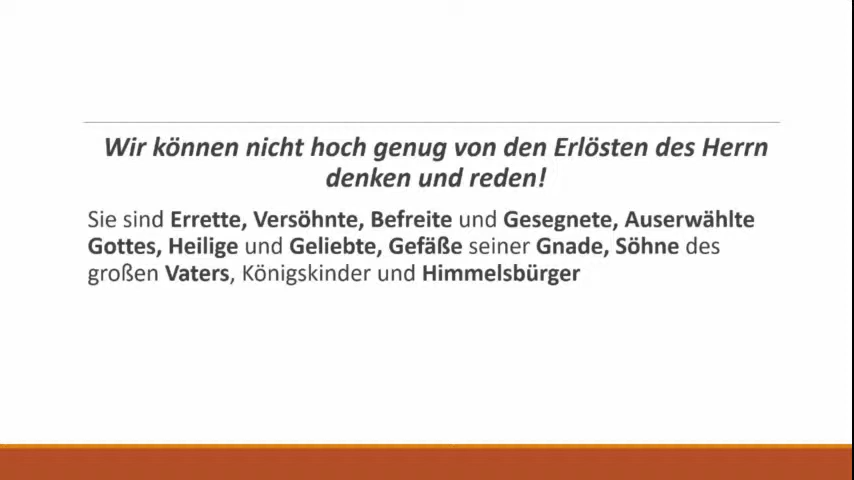 Wir können nicht hoch genug von den Erlösten des Herrn
denken und reden!
Sie sind Errette, Versöhnte, Befreite und Gesegnete, Auserwählte
Gottes, Heilige und Geliebte, Gefäße seiner Gnade, Söhne des
großen Vaters, Königskinder und Himmelsbürger